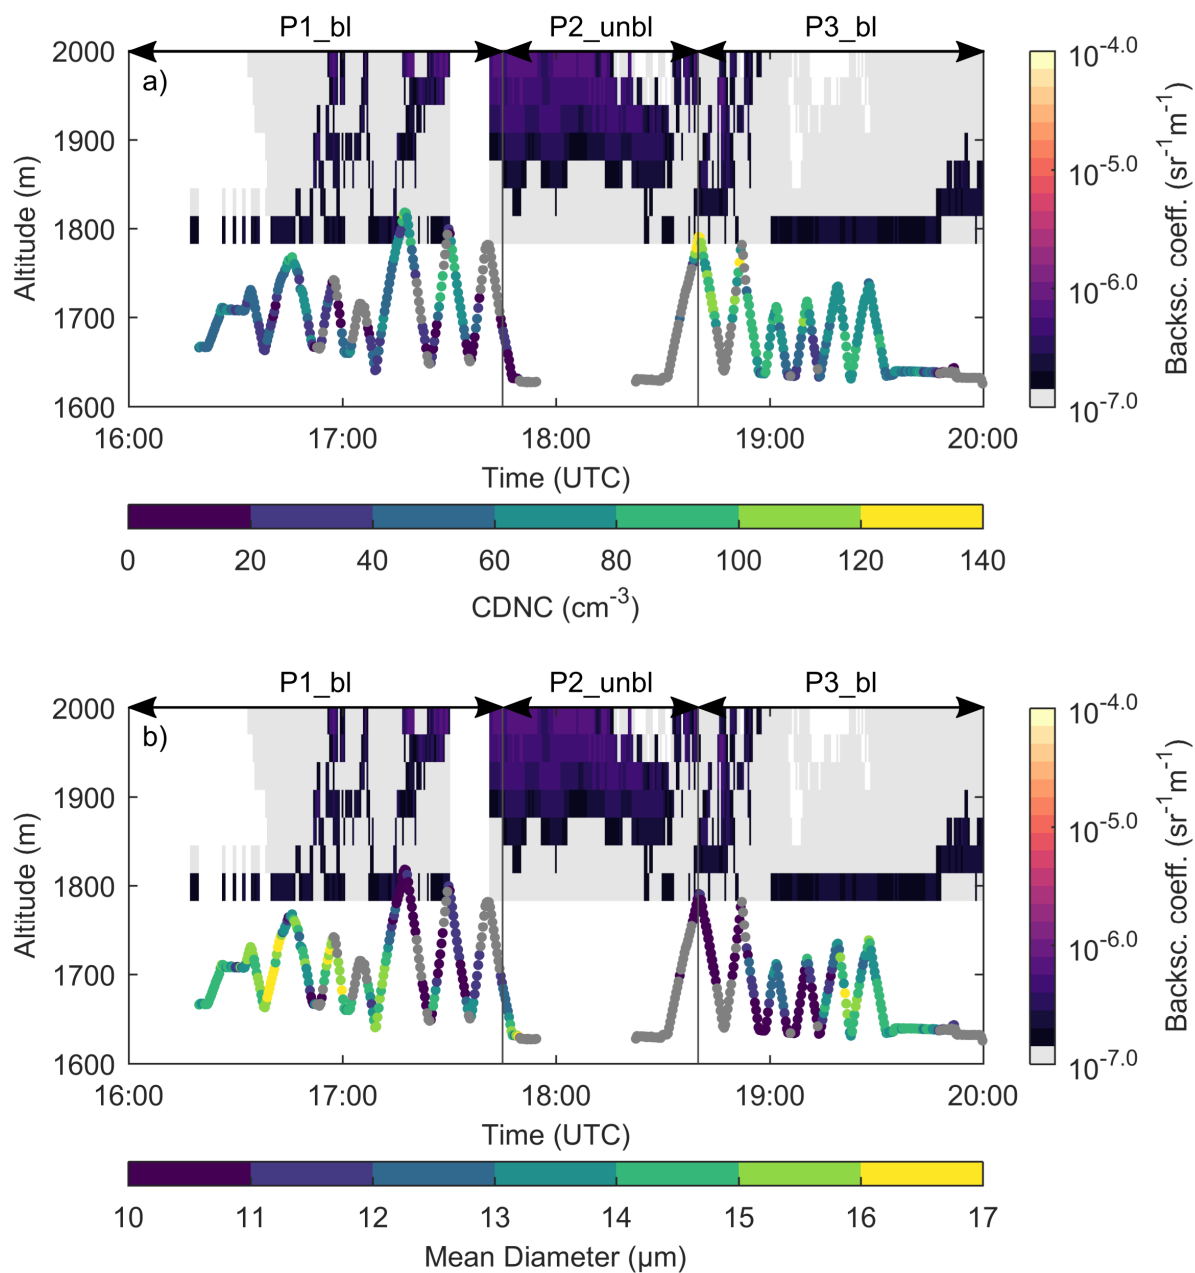 P1_bl P2_unbl P3_bl
a)
2000
1900
1800
1700
1600
Altitude (m)
16:00 17:00 18:00 19:00 20:00
Time (UTC)
10-4.0
10-5.0
10-6.0
10-7.0
Backsc. coeff. (sr-1m-1)
0 20 40 60 80 100 120 140
CDNC (cm-3)
P1_bl P2_unbl P3_bl
b)
2000
1900
1800
1700
1600
Altitude (m)
16:00 17:00 18:00 19:00 20:00
Time (UTC)
10-4.0
10-5.0
10-6.0
10-7.0
Backsc. coeff. (sr-1m-1)
10 11 12 13 14 15 16 17
Mean Diameter (µm)